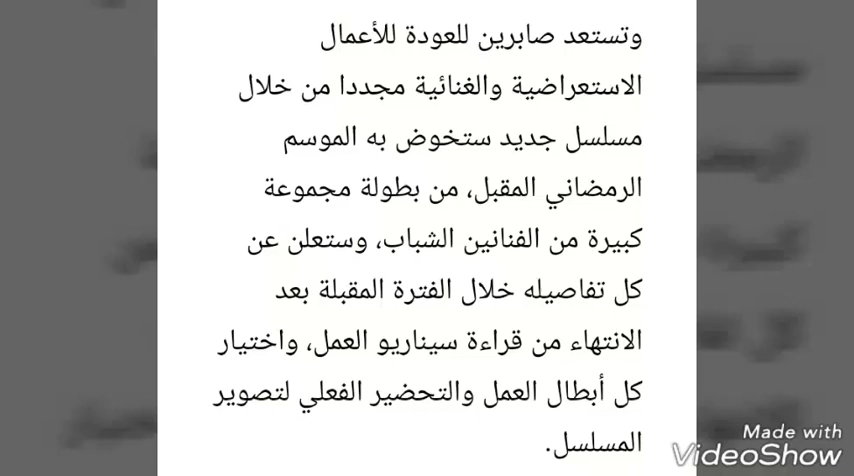 وتستعد صابرين للعودة للأعمال
الاستعراضية والغنائية مجددا من خلال
مسلسل جديد ستخوض به الموسم
الرمضاني المقبل، من بطولة مجموعة
كبيرة من الفنانين الشباب، وستعلن عن
كل تفاصيله خلال الفترة المقبلة بعد
الانتهاء من قراءة سيناريو العمل، واختيار
كل أبطال العمل والتحضير الفعلي لتصوير
المسلسل.
Made with
VideoShow